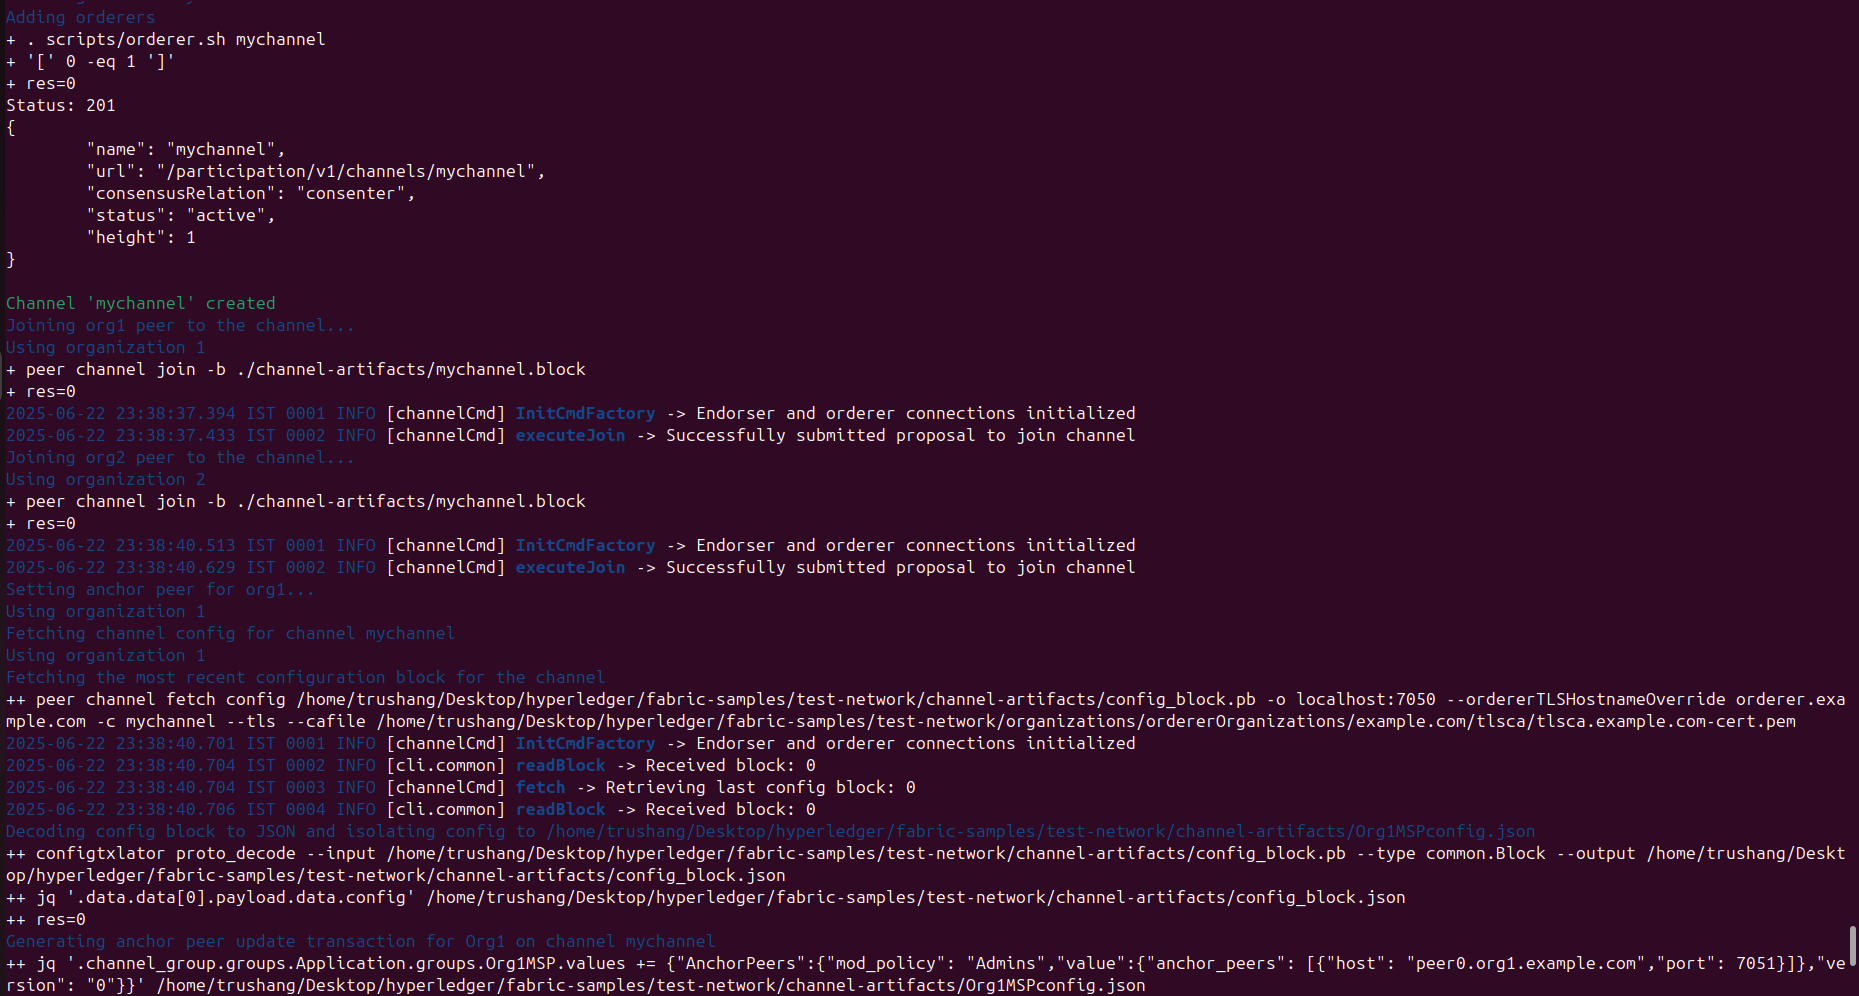 Adding orderers
+ . scripts/orderer.sh mychannel
+ '[' 0 -eq 1 ']'
+ res=0
Status: 201
{
        "name": "mychannel",
        "url": "/participation/v1/channels/mychannel",
        "consensusRelation": "consenter",
        "status": "active",
        "height": 1
}

Channel 'mychannel' created
Joining org1 peer to the channel...
Using organization 1
+ peer channel join -b ./channel-artifacts/mychannel.block
+ res=0
2025-06-22 23:38:37.394 IST 0001 INFO [channelCmd] InitCmdFactory -> Endorser and orderer connections initialized
2025-06-22 23:38:37.433 IST 0002 INFO [channelCmd] executeJoin -> Successfully submitted proposal to join channel
Joining org2 peer to the channel...
Using organization 2
+ peer channel join -b ./channel-artifacts/mychannel.block
+ res=0
2025-06-22 23:38:40.513 IST 0001 INFO [channelCmd] InitCmdFactory -> Endorser and orderer connections initialized
2025-06-22 23:38:40.629 IST 0002 INFO [channelCmd] executeJoin -> Successfully submitted proposal to join channel
Setting anchor peer for org1...
Using organization 1
Fetching channel config for channel mychannel
Using organization 1
Fetching the most recent configuration block for the channel
++ peer channel fetch config /home/trushang/Desktop/hyperledger/fabric-samples/test-network/channel-artifacts/config_block.pb -o localhost:7050 --ordererTLSHostnameOverride orderer.exa
mple.com -c mychannel --tls --cafile /home/trushang/Desktop/hyperledger/fabric-samples/test-network/organizations/ordererOrganizations/example.com/tlsca/tlsca.example.com-cert.pem
2025-06-22 23:38:40.701 IST 0001 INFO [channelCmd] InitCmdFactory -> Endorser and orderer connections initialized
2025-06-22 23:38:40.704 IST 0002 INFO [cli.common] readBlock -> Received block: 0
2025-06-22 23:38:40.704 IST 0003 INFO [channelCmd] fetch -> Retrieving last config block: 0
2025-06-22 23:38:40.706 IST 0004 INFO [cli.common] readBlock -> Received block: 0
Decoding config block to JSON and isolating config to /home/trushang/Desktop/hyperledger/fabric-samples/test-network/channel-artifacts/Org1MSPconfig.json
++ configtxlator proto_decode --input /home/trushang/Desktop/hyperledger/fabric-samples/test-network/channel-artifacts/config_block.pb --type common.Block --output /home/trushang/Deskt
op/hyperledger/fabric-samples/test-network/channel-artifacts/config_block.json
++ jq '.data.data[0].payload.data.config' /home/trushang/Desktop/hyperledger/fabric-samples/test-network/channel-artifacts/config_block.json
++ res=0
Generating anchor peer update transaction for Org1 on channel mychannel
++ jq '.channel_group.groups.Application.groups.Org1MSP.values += {"AnchorPeers":{"mod_policy": "Admins","value":{"anchor_peers": [{"host": "peer0.org1.example.com","port": 7051}]},"ve
rsion": "0"}}' /home/trushang/Desktop/hyperledger/fabric-samples/test-network/channel-artifacts/Org1MSPconfig.json